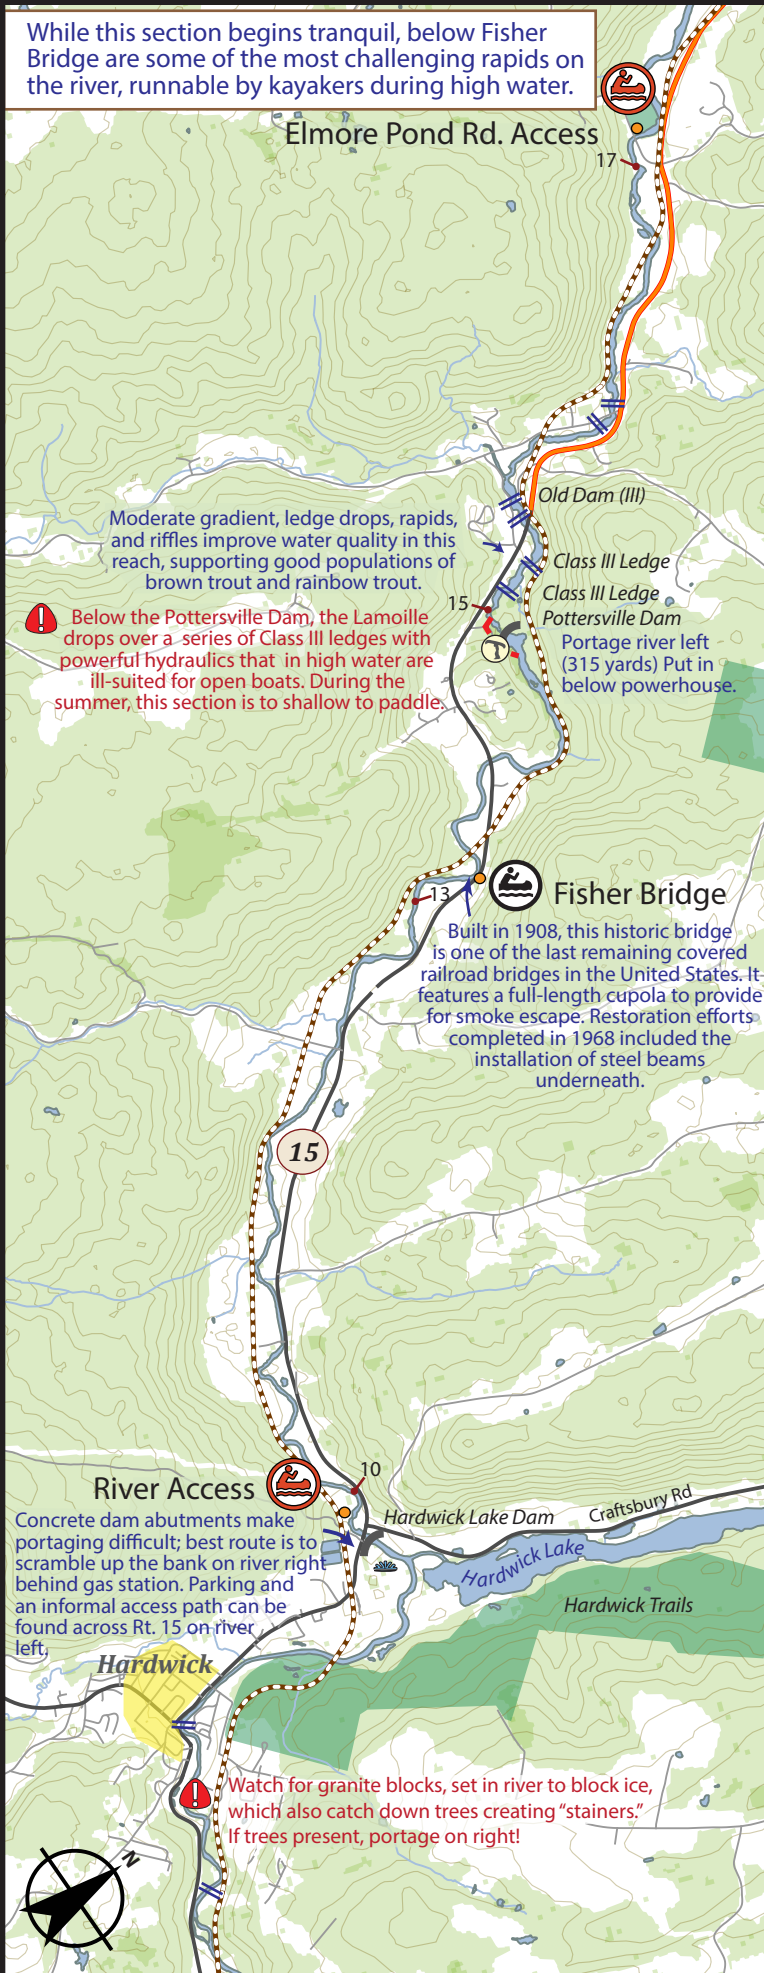 While this section begins tranquil, below Fisher
Bridge are some of the most challenging rapids on
the river, runnable by kayakers during high water.
Elmore Pond Rd. Access
17
Old Dam (III)
Moderate gradient, ledge drops, rapids,
and riffles improve water quality in this
reach, supporting good populations of
brown trout and rainbow trout.
Class III Ledge
Class III Ledge
15
Pottersville Dam
! Below the Pottersville Dam, the Lamoille
drops over a series of Class III ledges with
powerful hydraulics that in high water are
ill-suited for open boats. During the
summer, this section is to shallow to paddle.
Portage river left
(315 yards) Put in
below powerhouse.
13
Fisher Bridge
Built in 1908, this historic bridge
is one of the last remaining covered
railroad bridges in the United States. It
features a full-length cupola to provide
for smoke escape. Restoration efforts
completed in 1968 included the
installation of steel beams
underneath.
15
10
River Access
Hardwick Lake Dam
Craftsbury Rd
Concrete dam abutments make
portaging difficult; best route is to
scramble up the bank on river right
behind gas station. Parking and
an informal access path can be
found across Rt. 15 on river
left.
Hardwick Lake
Hardwick Trails
Hardwick
! Watch for granite blocks, set in river to block ice,
which also catch down trees creating “stainers.”
If trees present, portage on right!
N